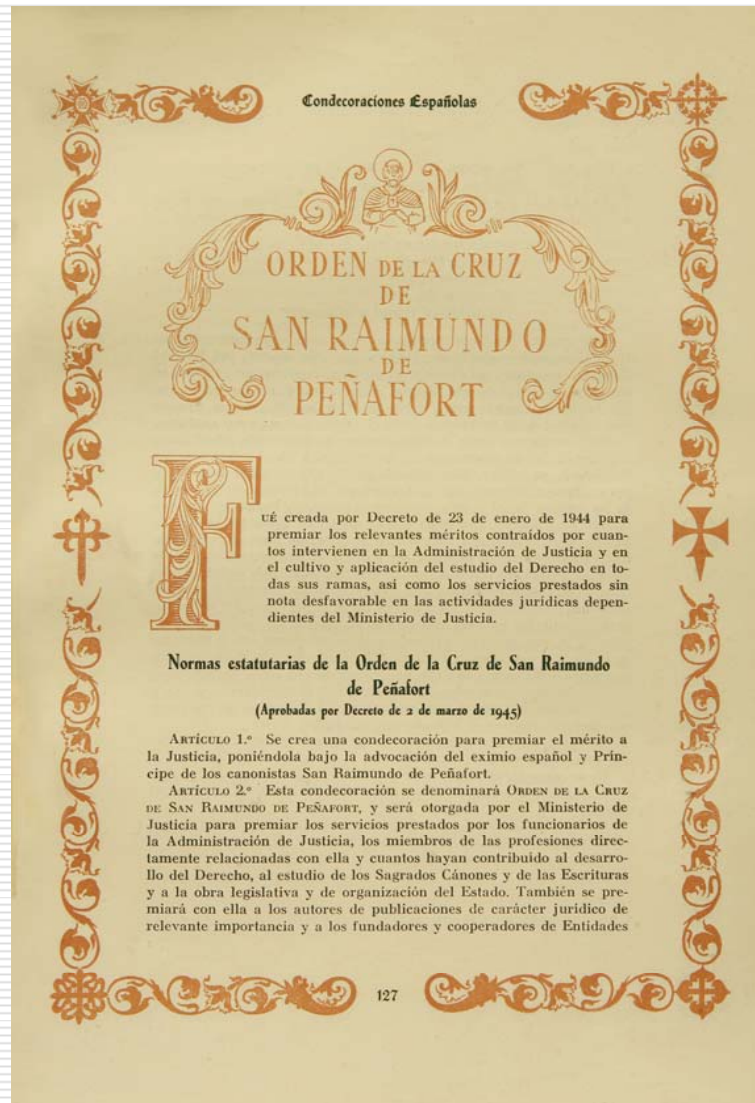 Condecoraciones Españolas
ORDEN DE LA CRUZ
DE
SAN RAIMUNDO
DE
PEÑAFORT
FUÉ creada por Decreto de 23 de enero de 1944 para
premiar los relevantes méritos contraídos por cuan-
tos intervienen en la Administración de Justicia y en
el cultivo y aplicación del estudio del Derecho en to-
das sus ramas, asi como los servicios prestados sin
nota desfavorable en las actividades jurídicas depen-
dientes del Ministerio de Justicia.
Normas estatutarias de la Orden de la Cruz de San Raimundo
de Peñafort
(Aprobadas por Decreto de 2 de marzo de 1945)
ARTÍCULO 1.º Se crea una condecoración para premiar el mérito a
la Justicia, poniéndola bajo la advocación del eximio español y Prín-
cipe de los canonistas San Raimundo de Peñafort.
ARTÍCULO 2.º Esta condecoración se denominará ORDEN DE LA CRUZ
DE SAN RAIMUNDO DE PEÑAFORT, y será otorgada por el Ministerio de
Justicia para premiar los servicios prestados por los funcionarios de
la Administración de Justicia, los miembros de las profesiones direc-
tamente relacionadas con ella y cuantos hayan contribuido al desarro-
llo del Derecho, al estudio de los Sagrados Cánones y de las Escrituras
y a la obra legislativa y de organización del Estado. También se pre-
miará con ella a los autores de publicaciones de carácter jurídico de
relevante importancia y a los fundadores y cooperadores de Entidades
127